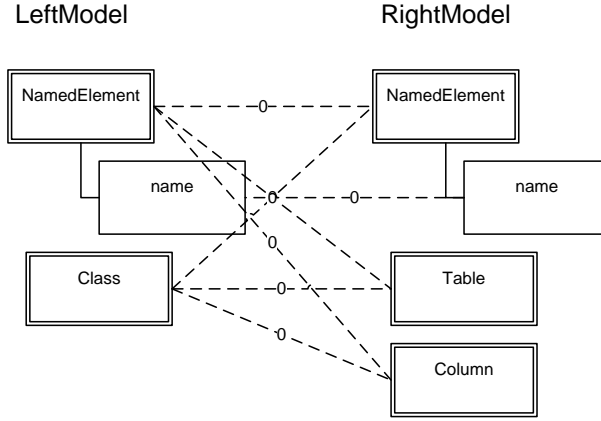 LeftModel
RightModel
NamedElement
NamedElement
0
name
name
0
0
0
Class
Table
0
0
Column